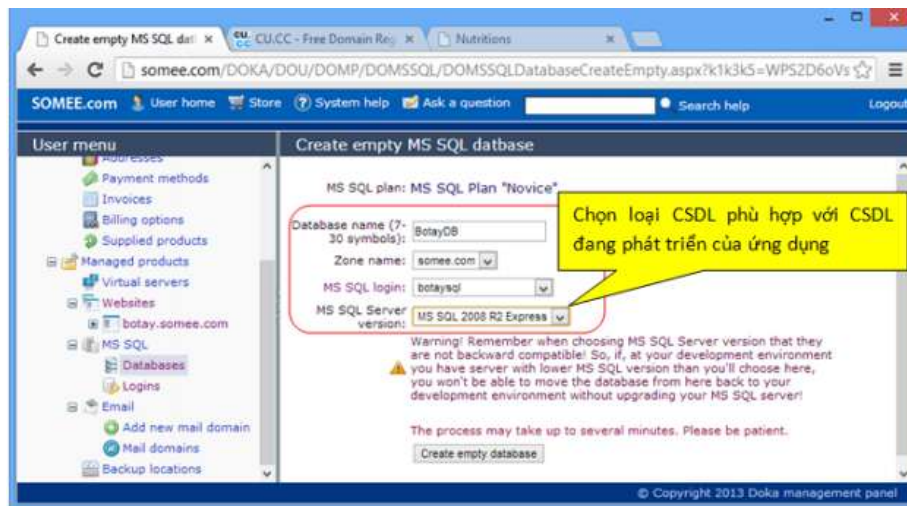 Create empty MS SQL dat
CU.CC - Free Domain Reg
Nutritions
somee.com/DOKA/DOU/DOMP/DOMSSQL/DOMSSQLDatabaseCreateEmpty.aspx?k1k3k5=WPS2D6oVs
SOMEE.com User home Store System help Ask a question Search help Logout
User menu
Create empty MS SQL datbase
Addresses
Payment methods
Invoices
Billing options
Supplied products
Managed products
Virtual servers
Websites
botay.somee.com
MS SQL
Databases
Logins
Email
Add new mail domain
Mail domains
Backup locations
MS SQL plan: MS SQL Plan "Novice"
Database name (7-
30 symbols): BotayDB
Zone name: somee.com
MS SQL login: botaysql
MS SQL Server
version: MS SQL 2008 R2 Express
Chọn loại CSDL phù hợp với CSDL
đang phát triển của ứng dụng
Warning! Remember when choosing MS SQL Server version that they
are not backward compatible! So, if, at your development environment
you have server with lower MS SQL version than you'll choose here,
you won't be able to move the database from here back to your
development environment without upgrading your MS SQL server!
The process may take up to several minutes. Please be patient.
Create empty database
© Copyright 2013 Doka management panel